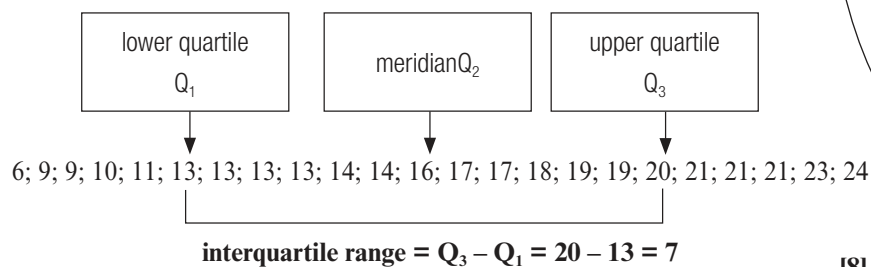 lower quartile
Q₁
meridianQ₂
upper quartile
Q₃
6; 9; 9; 10; 11; 13; 13; 13; 13; 14; 14; 16; 17; 17; 18; 19; 19; 20; 21; 21; 21; 23; 24
interquartile range = Q₃ – Q₁ = 20 – 13 = 7
[8]